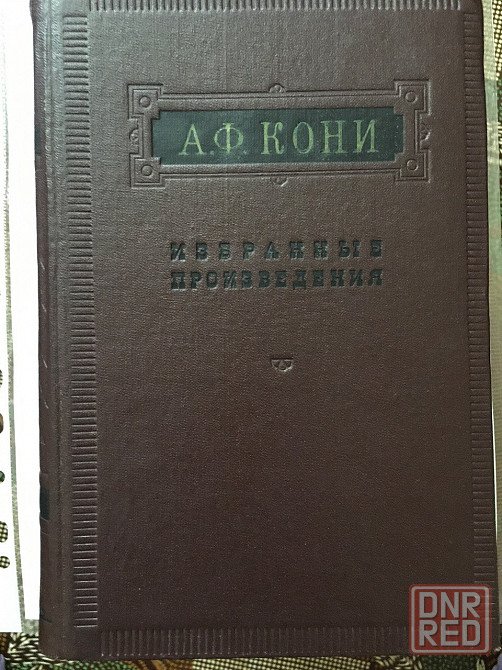 А.Ф. КОНИ
ИЗБРАННЫЕ
ПРОИЗВЕДЕНИЯ
DNR
RED